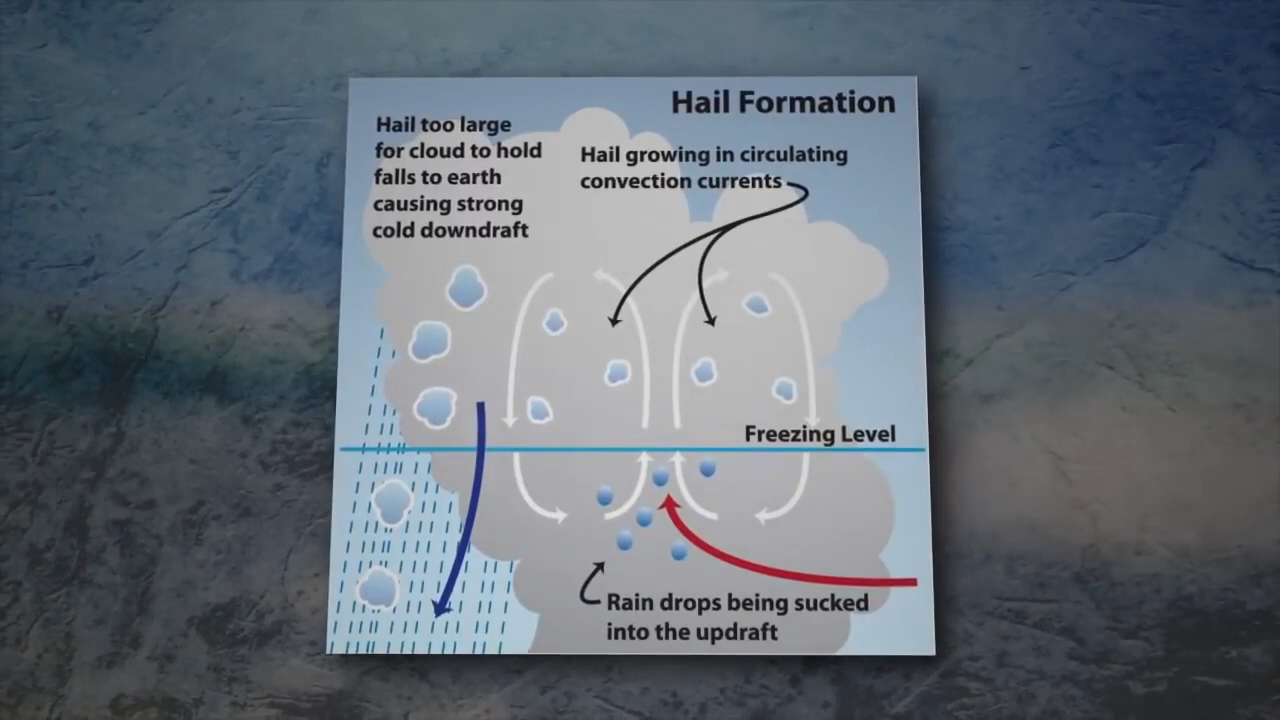 Hail Formation
Hail too large
for cloud to hold
falls to earth
causing strong
cold downdraft
Hail growing in circulating
convection currents
Freezing Level
Rain drops being sucked
into the updraft